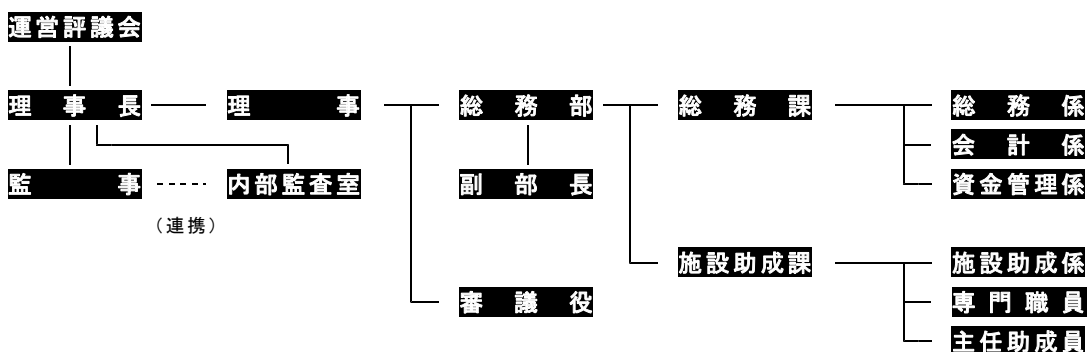 運営評議会
理事長 理事 総務部 総務課 総務係
会計係
監事 内部監査室 副部長 資金管理係
（連携）
施設助成課 施設助成係
審議役 専門職員
主任助成員